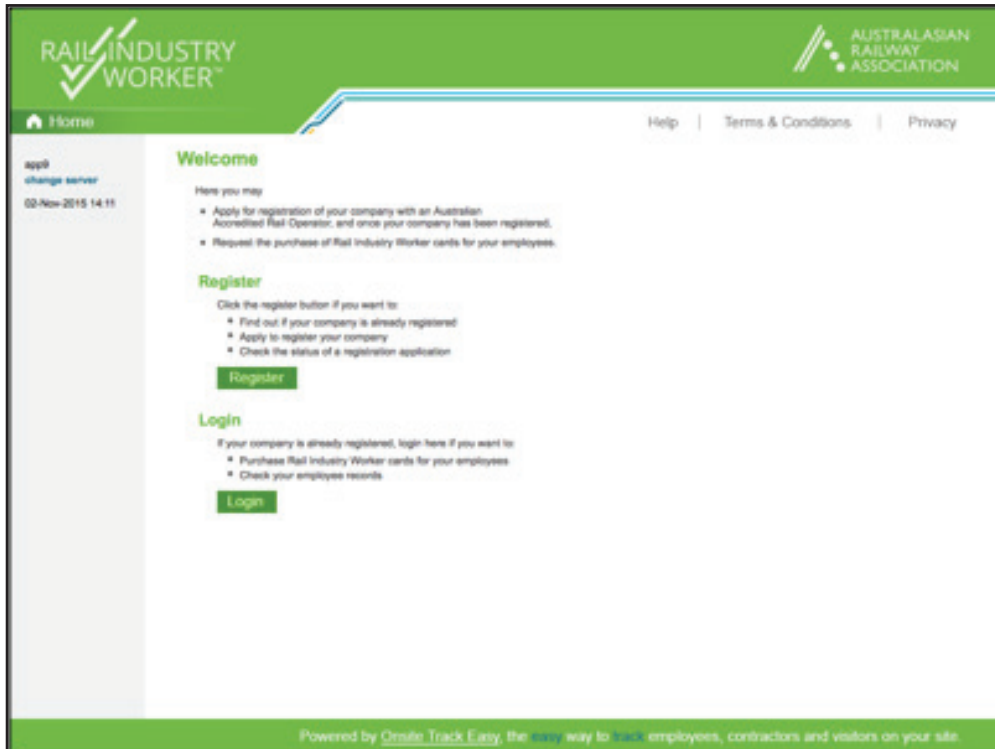 RAIL INDUSTRY
WORKER™
AUSTRALASIAN
RAILWAY
ASSOCIATION
Home
Help | Terms & Conditions | Privacy
app9
change server
02-Nov-2015 14:11
Welcome
Here you may
Apply for registration of your company with an Australian
Accredited Rail Operator, and once your company has been registered,
Request the purchase of Rail Industry Worker cards for your employees.
Register
Click the register button if you want to:
Find out if your company is already registered
Apply to register your company
Check the status of a registration application
Register
Login
If your company is already registered, login here if you want to:
Purchase Rail Industry Worker cards for your employees
Check your employee records
Login
Powered by Onsite Track Easy, the easy way to track employees, contractors and visitors on your site.